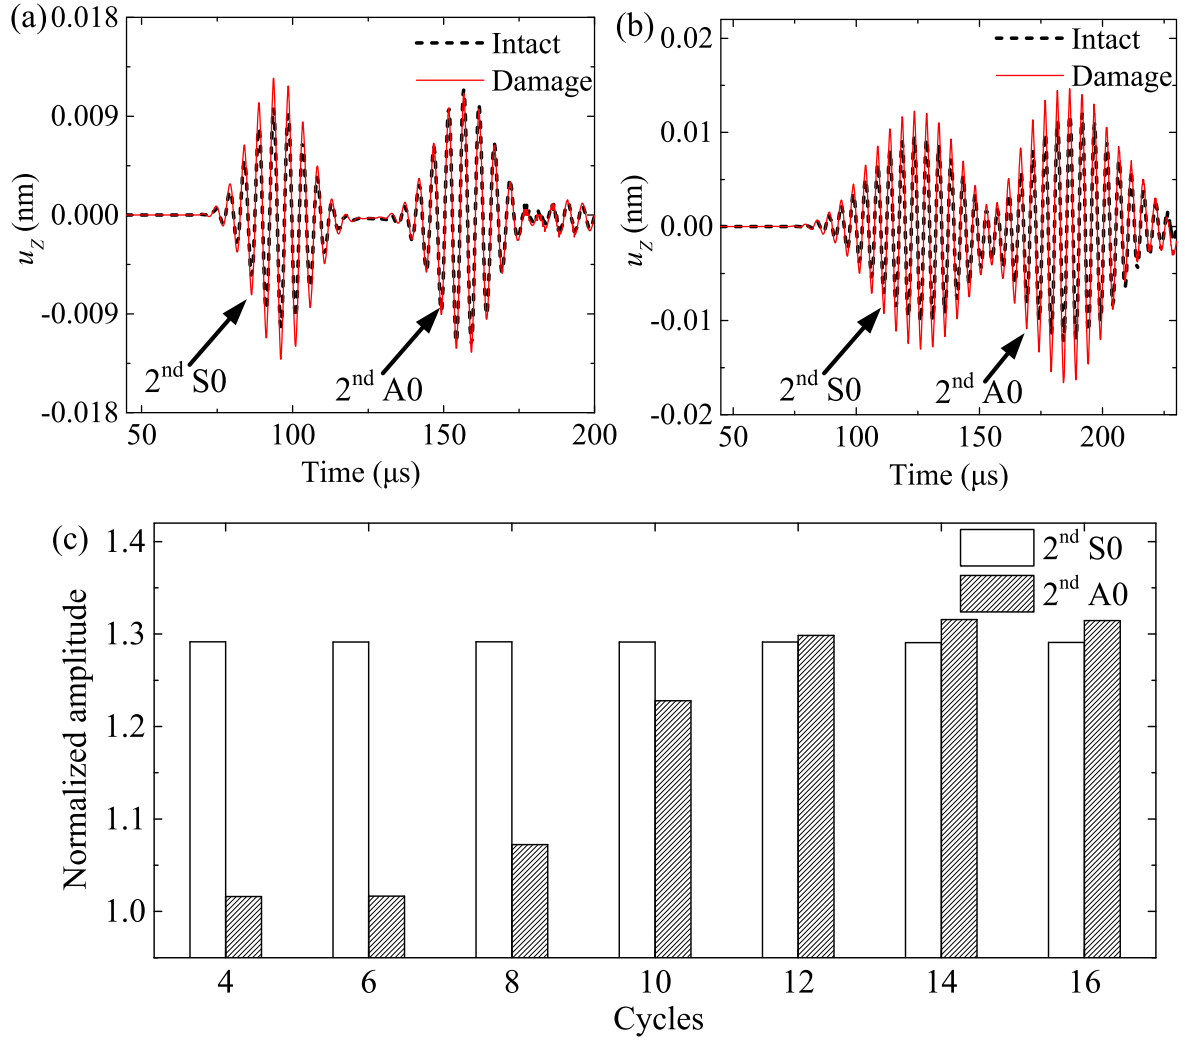 (a)
0.018
0.009
0.000
-0.009
-0.018
u_Z (nm)
Intact
Damage
2nd S0
2nd A0
50
100
150
200
Time (μs)
(b)
0.02
0.01
0.00
-0.01
-0.02
u_Z (nm)
Intact
Damage
2nd S0
2nd A0
50
100
150
200
Time (μs)
(c)
1.4
1.3
1.2
1.1
1.0
Normalized amplitude
2nd S0
2nd A0
4
6
8
10
12
14
16
Cycles